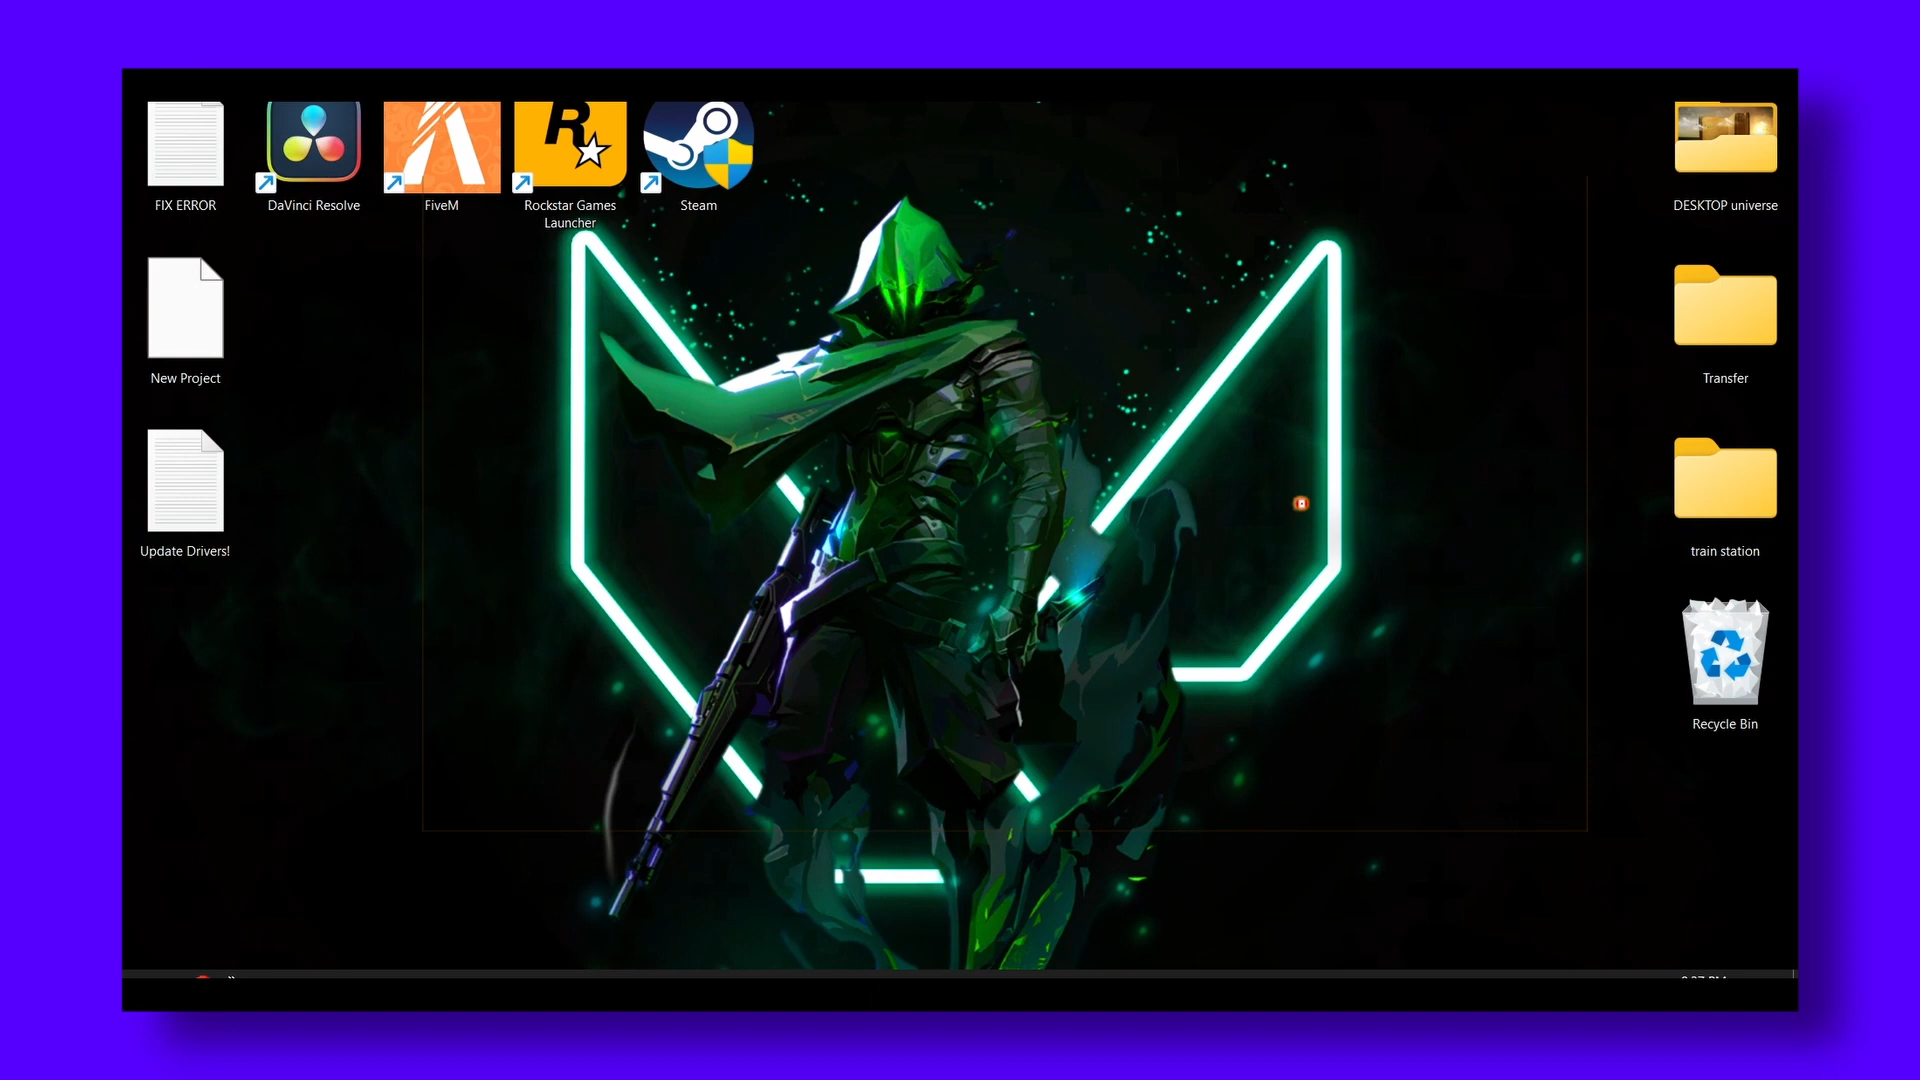 FIX ERROR
DaVinci Resolve
FiveM
Rockstar Games
Launcher
Steam
DESKTOP universe
New Project
Transfer
Update Drivers!
train station
Recycle Bin